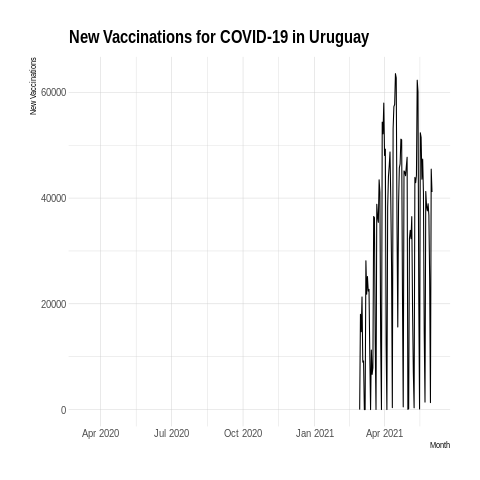 New Vaccinations for COVID-19 in Uruguay
New Vaccinations
60000
40000
20000
0
Apr 2020 Jul 2020 Oct 2020 Jan 2021 Apr 2021
Month